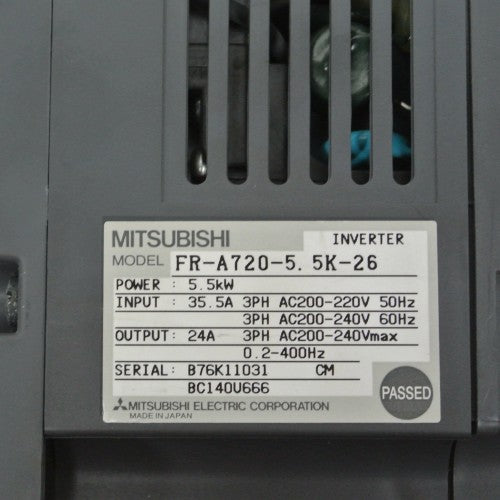 MITSUBISHI INVERTER
MODEL FR-A720-5.5K-26
POWER : 5.5kW
INPUT : 35.5A 3PH AC200-220V 50Hz
3PH AC200-240V 60Hz
OUTPUT: 24A 3PH AC200-240Vmax
0.2-400Hz
SERIAL: B76K11031 CM
BC140U666
PASSED
MITSUBISHI ELECTRIC CORPORATION
MADE IN JAPAN